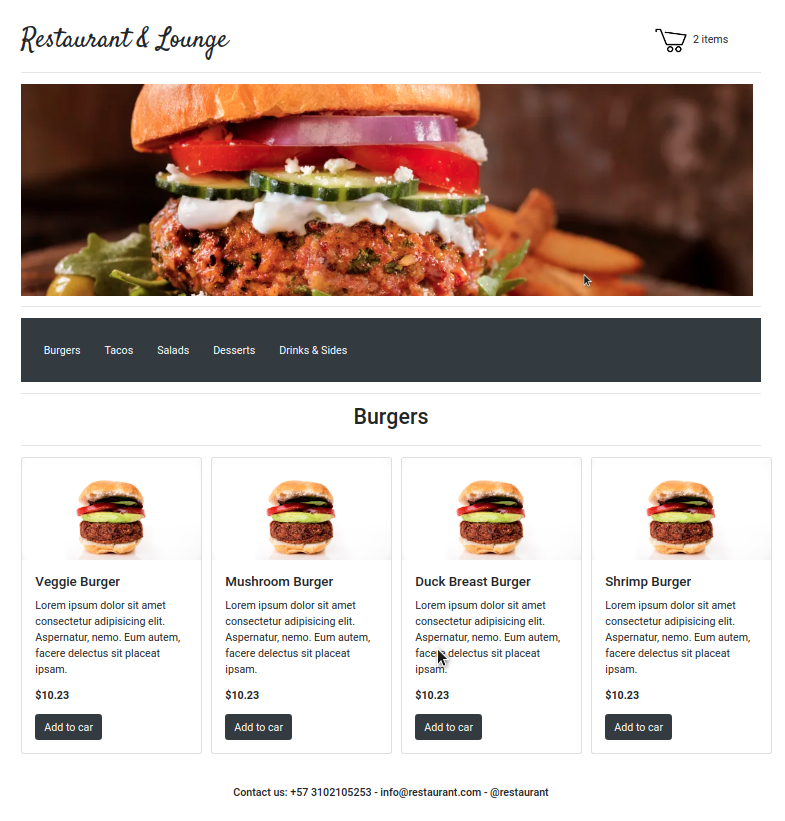 Restaurant & Lounge
2 items
Burgers Tacos Salads Desserts Drinks & Sides
Burgers
Veggie Burger
Lorem ipsum dolor sit amet
consectetur adipisicing elit.
Aspernatur, nemo. Eum autem,
facere delectus sit placeat
ipsam.
$10.23
Add to car
Mushroom Burger
Lorem ipsum dolor sit amet
consectetur adipisicing elit.
Aspernatur, nemo. Eum autem,
facere delectus sit placeat
ipsam.
$10.23
Add to car
Duck Breast Burger
Lorem ipsum dolor sit amet
consectetur adipisicing elit.
Aspernatur, nemo. Eum autem,
facere delectus sit placeat
ipsam.
$10.23
Add to car
Shrimp Burger
Lorem ipsum dolor sit amet
consectetur adipisicing elit.
Aspernatur, nemo. Eum autem,
facere delectus sit placeat
ipsam.
$10.23
Add to car
Contact us: +57 3102105253 - info@restaurant.com - @restaurant